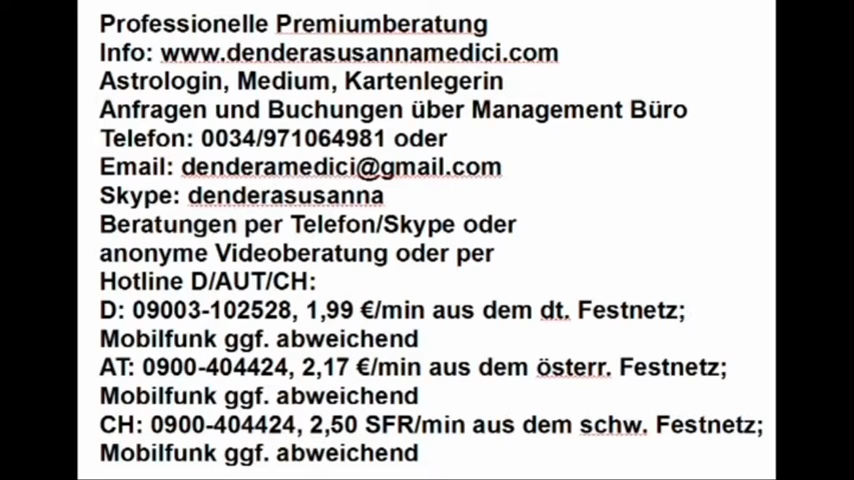 Professionelle Premiumberatung
Info: www.denderasusannamedici.com
Astrologin, Medium, Kartenlegerin
Anfragen und Buchungen über Management Büro
Telefon: 0034/971064981 oder
Email: denderamedici@gmail.com
Skype: denderasusanna
Beratungen per Telefon/Skype oder
anonyme Videoberatung oder per
Hotline D/AUT/CH:
D: 09003-102528, 1,99 €/min aus dem dt. Festnetz;
Mobilfunk ggf. abweichend
AT: 0900-404424, 2,17 €/min aus dem österr. Festnetz;
Mobilfunk ggf. abweichend
CH: 0900-404424, 2,50 SFR/min aus dem schw. Festnetz;
Mobilfunk ggf. abweichend